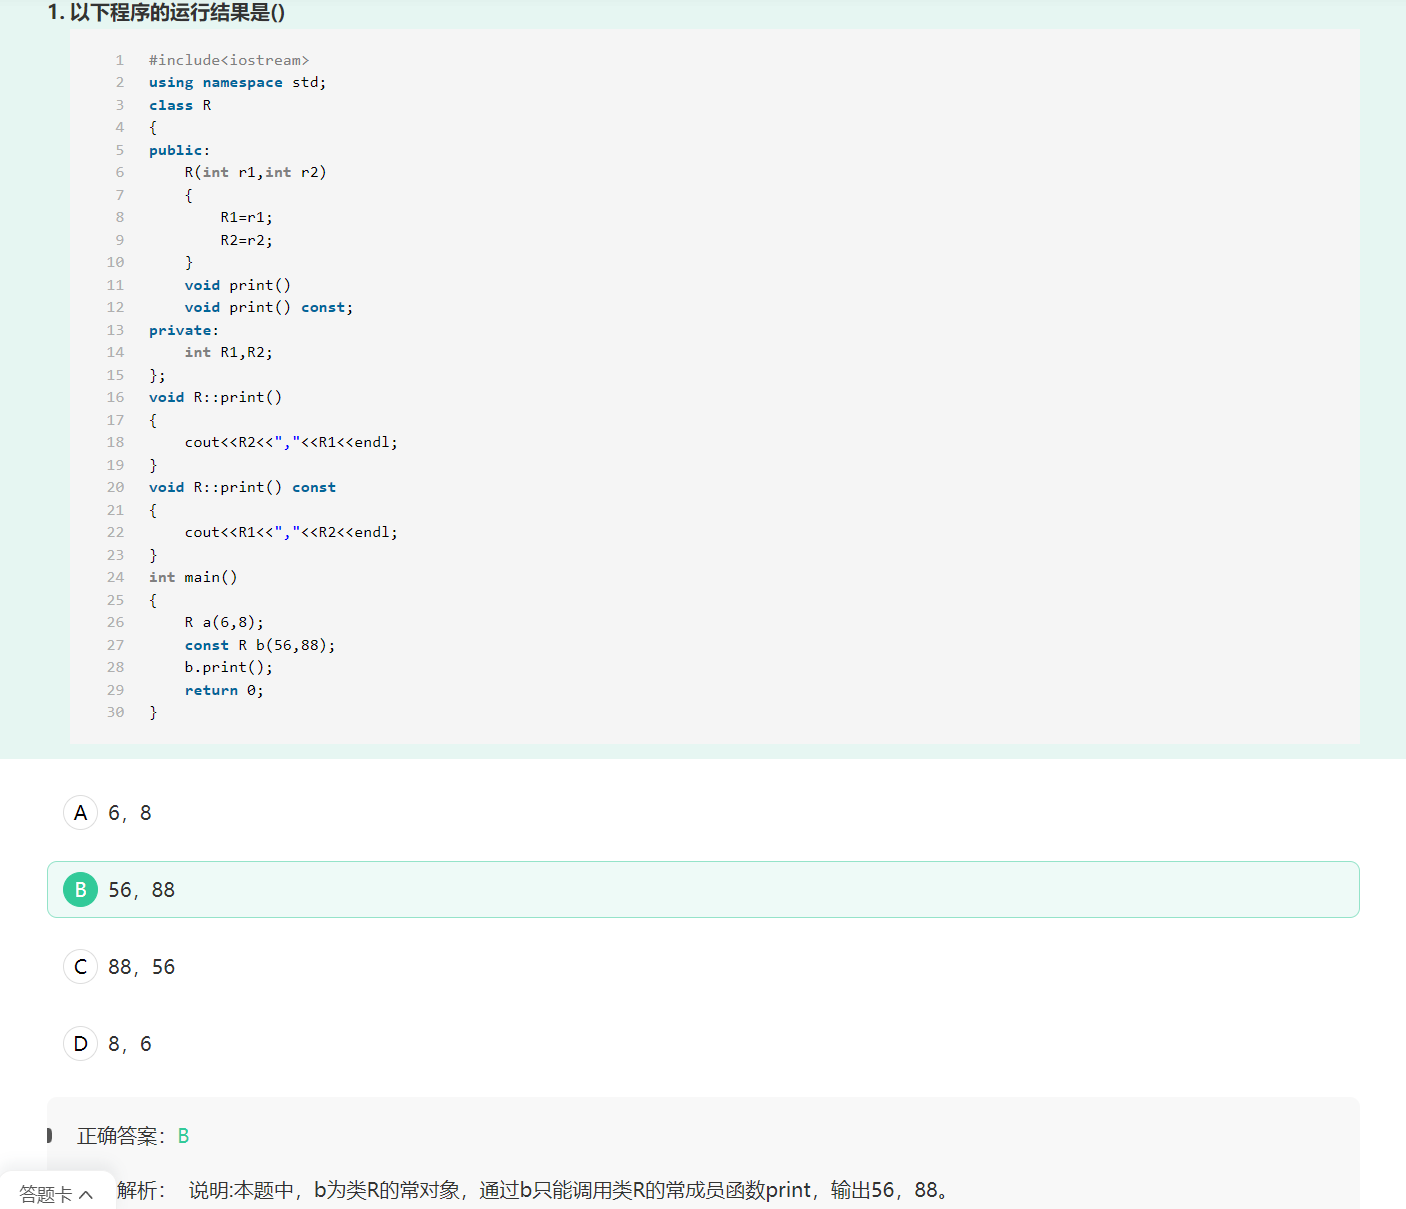 1. 以下程序的运行结果是()
1 #include<iostream>
2 using namespace std;
3 class R
4 {
5 public:
6     R(int r1,int r2)
7     {
8         R1=r1;
9         R2=r2;
10     }
11     void print()
12     void print() const;
13 private:
14     int R1,R2;
15 };
16 void R::print()
17 {
18     cout<<R2<<","<<R1<<endl;
19 }
20 void R::print() const
21 {
22     cout<<R1<<","<<R2<<endl;
23 }
24 int main()
25 {
26     R a(6,8);
27     const R b(56,88);
28     b.print();
29     return 0;
30 }
A 6，8
B 56，88
C 88，56
D 8，6
正确答案：B
解析： 说明:本题中，b为类R的常对象，通过b只能调用类R的常成员函数print，输出56，88。
答题卡